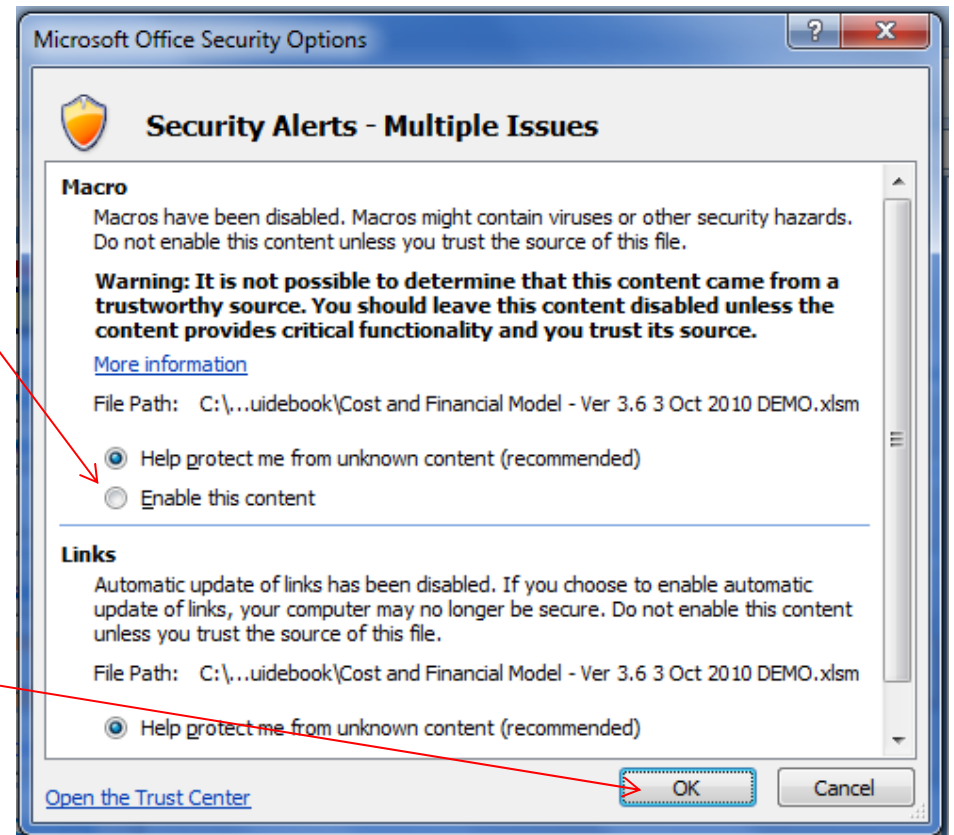 Microsoft Office Security Options
?
X
Security Alerts - Multiple Issues
Macro
Macros have been disabled. Macros might contain viruses or other security hazards.
Do not enable this content unless you trust the source of this file.
Warning: It is not possible to determine that this content came from a
trustworthy source. You should leave this content disabled unless the
content provides critical functionality and you trust its source.
More information
File Path: C:\...uidebook\Cost and Financial Model - Ver 3.6 3 Oct 2010 DEMO.xlsm
Help protect me from unknown content (recommended)
Enable this content
Links
Automatic update of links has been disabled. If you choose to enable automatic
update of links, your computer may no longer be secure. Do not enable this content
unless you trust the source of this file.
File Path: C:\...uidebook\Cost and Financial Model - Ver 3.6 3 Oct 2010 DEMO.xlsm
Help protect me from unknown content (recommended)
Open the Trust Center
OK
Cancel